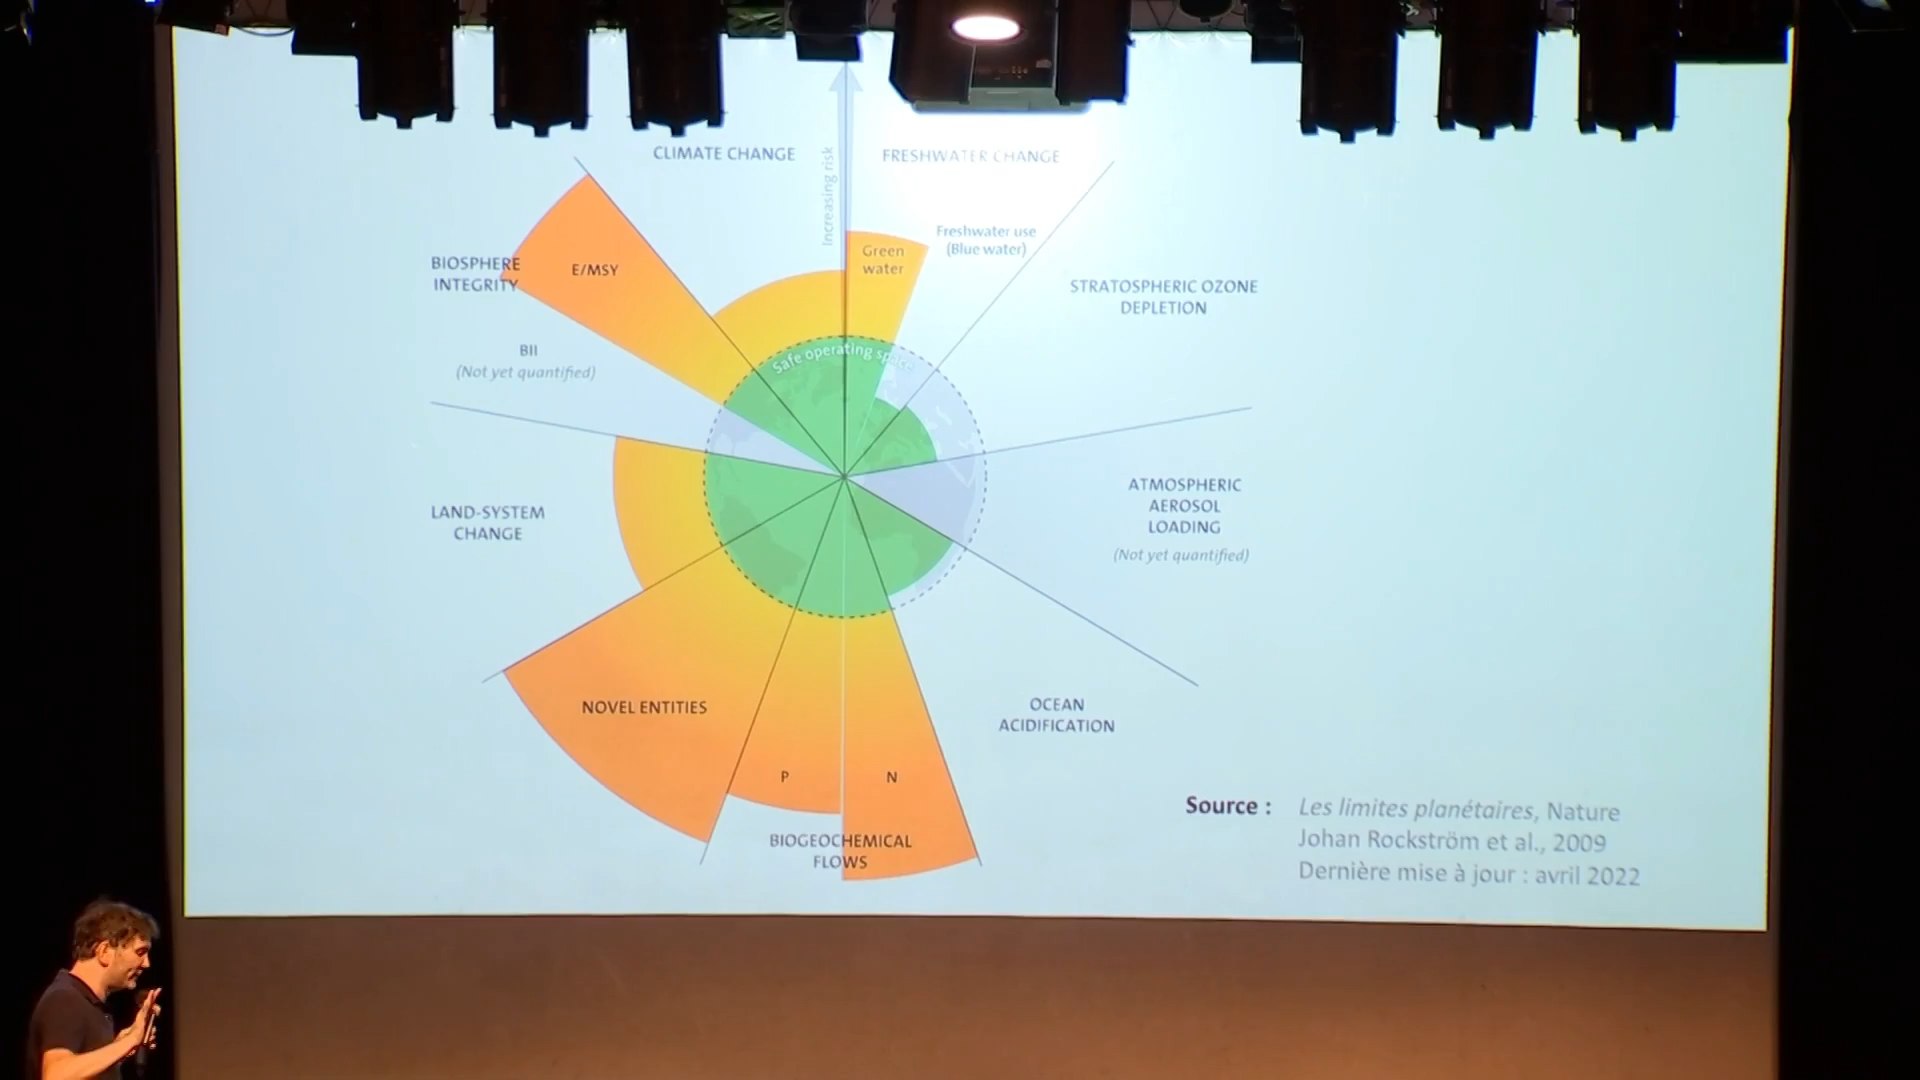 CLIMATE CHANGE
Increasing risk
FRESHWATER CHANGE
Freshwater use
(Blue water)
Green
water
BIOSPHERE
INTEGRITY
E/MSY
STRATOSPHERIC OZONE
DEPLETION
Safe operating space
BII
(Not yet quantified)
LAND-SYSTEM
CHANGE
ATMOSPHERIC
AEROSOL
LOADING
(Not yet quantified)
NOVEL ENTITIES
OCEAN
ACIDIFICATION
P
N
BIOGEOCHEMICAL
FLOWS
Source : Les limites planétaires, Nature
Johan Rockström et al., 2009
Dernière mise à jour : avril 2022